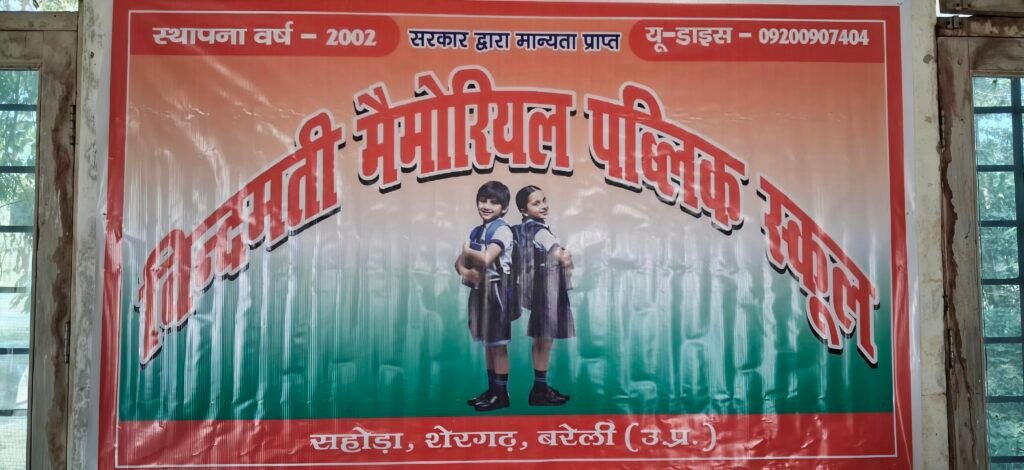 स्थापना वर्ष – 2002
सरकार द्वारा मान्यता प्राप्त
यू-डाइस – 09200907404
मैमोरियल पब्लिक स्कूल
सहोड़ा, शेरगढ़, बरेली (उ.प्र.)